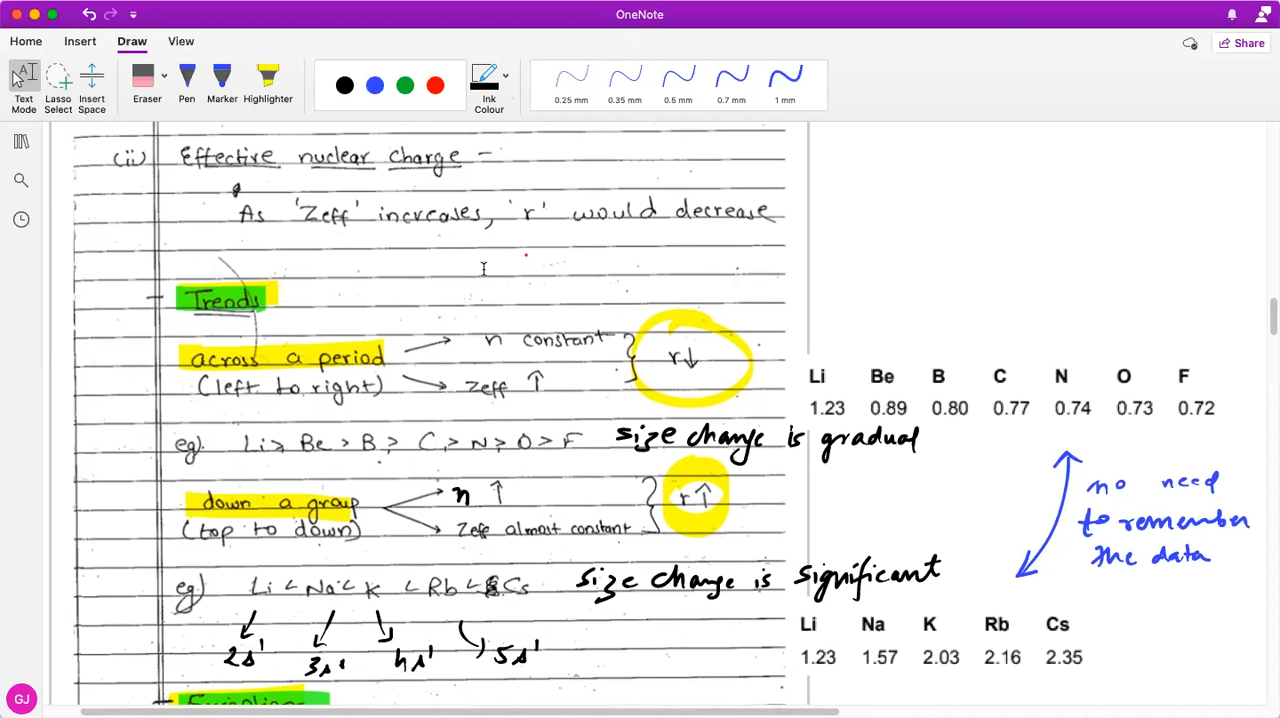 OneNote
Home Insert Draw View
Share
Text Mode
Lasso Select
Insert Space
Eraser
Pen
Marker
Highlighter
Ink Colour
0.25 mm
0.35 mm
0.5 mm
0.7 mm
1 mm
(ii) Effective nuclear charge -
As 'Zeff' increases, 'r' would decrease
Trends
across a period → n constant } r↓
(left to right) → Zeff ↑
Li Be B C N O F
1.23 0.89 0.80 0.77 0.74 0.73 0.72
eg). Li > Be > B > C > N > O > F size change is gradual
down a group → n ↑ } r↑
(top to down) → Zeff almost constant
no need
to remember
the data
eg) Li < Na < K < Rb < Cs size change is significant
2s¹ 3s¹ 4s¹ 5s¹
Li Na K Rb Cs
1.23 1.57 2.03 2.16 2.35
GJ